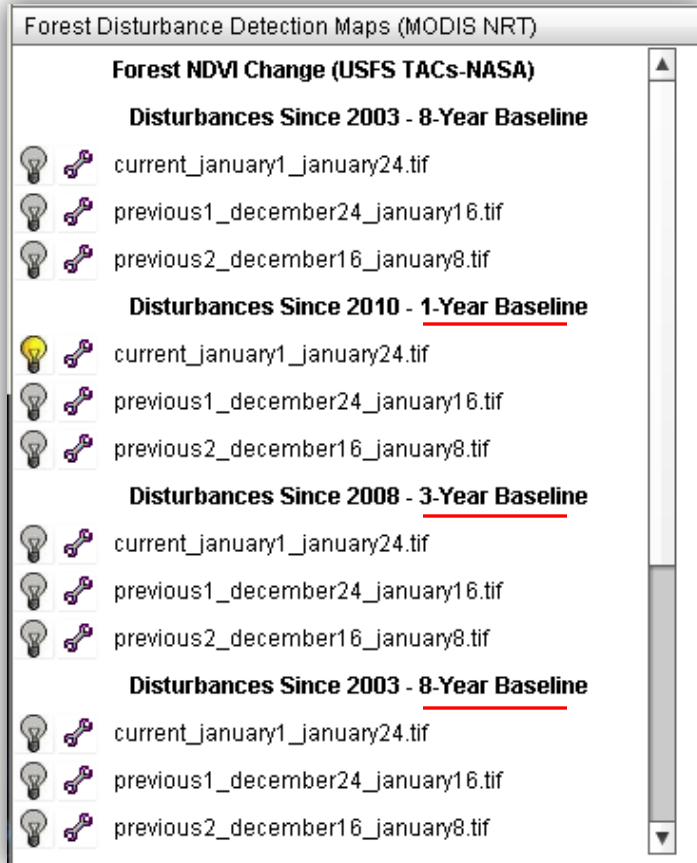 Forest Disturbance Detection Maps (MODIS NRT)
Forest NDVI Change (USFS TACs-NASA)
Disturbances Since 2003 - 8-Year Baseline
current_january1_january24.tif
previous1_december24_january16.tif
previous2_december16_january8.tif
Disturbances Since 2010 - 1-Year Baseline
current_january1_january24.tif
previous1_december24_january16.tif
previous2_december16_january8.tif
Disturbances Since 2008 - 3-Year Baseline
current_january1_january24.tif
previous1_december24_january16.tif
previous2_december16_january8.tif
Disturbances Since 2003 - 8-Year Baseline
current_january1_january24.tif
previous1_december24_january16.tif
previous2_december16_january8.tif